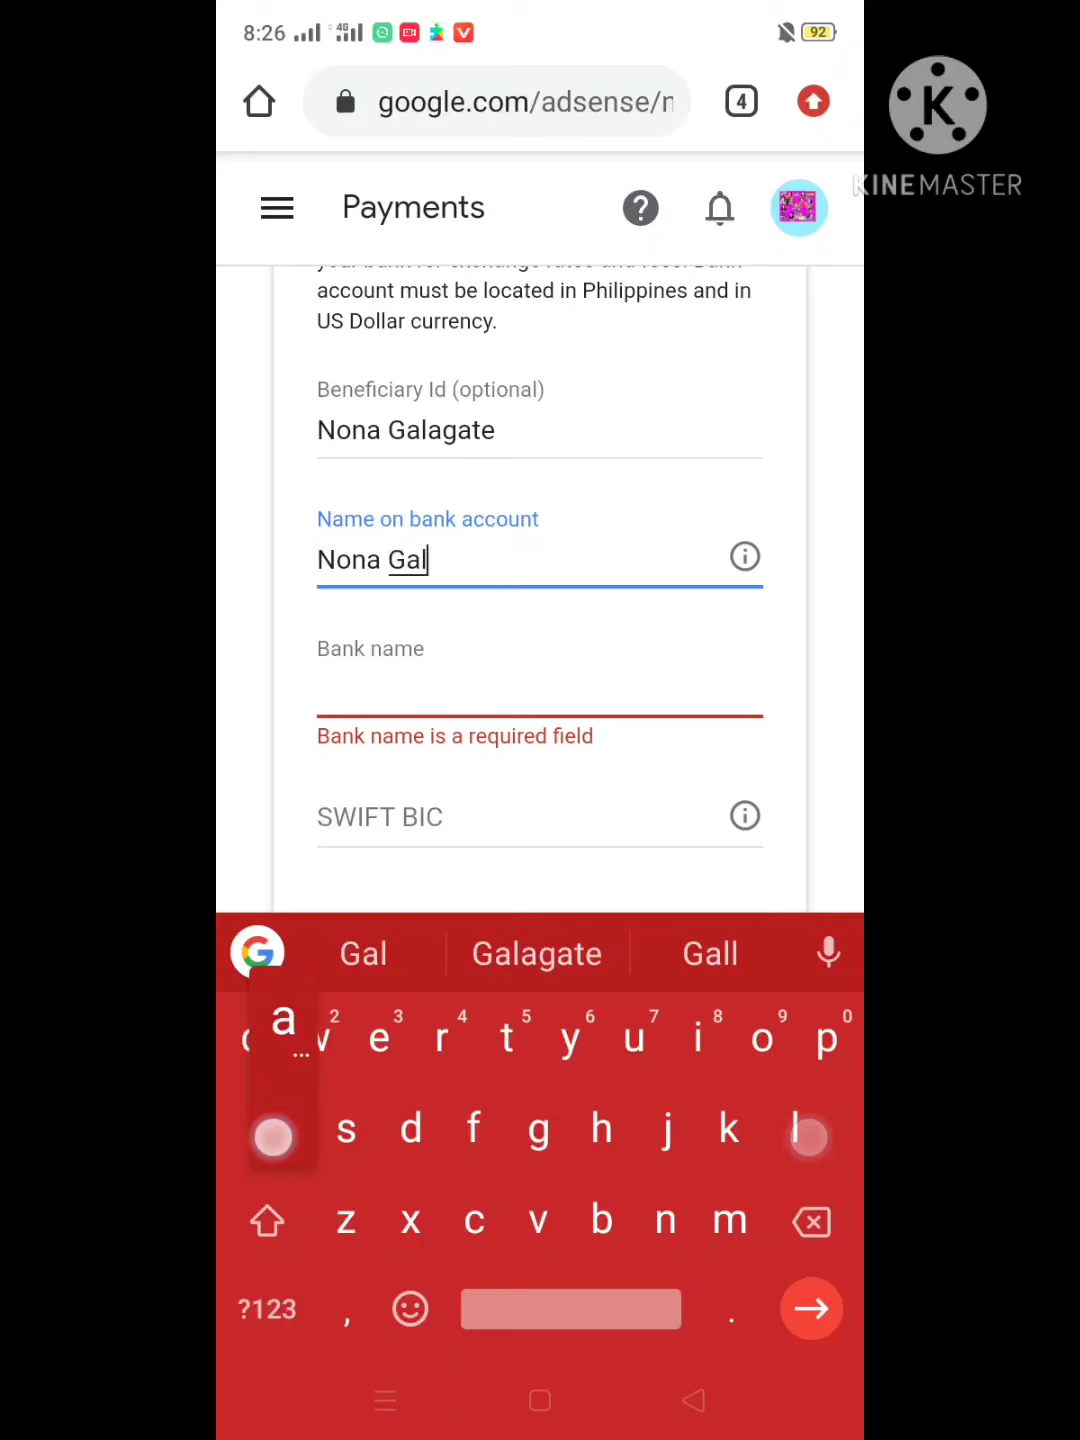 8:26
4G
92
google.com/adsense/n
4
K
KINEMASTER
Payments
account must be located in Philippines and in
US Dollar currency.
Beneficiary Id (optional)
Nona Galagate
Name on bank account
Nona Gal
Bank name
Bank name is a required field
SWIFT BIC
G
Gal Galagate Gall
a
2 3 4 5 6 7 8 9 0
e r t y u i o p
s d f g h j k l
z x c v b n m
?123 , .